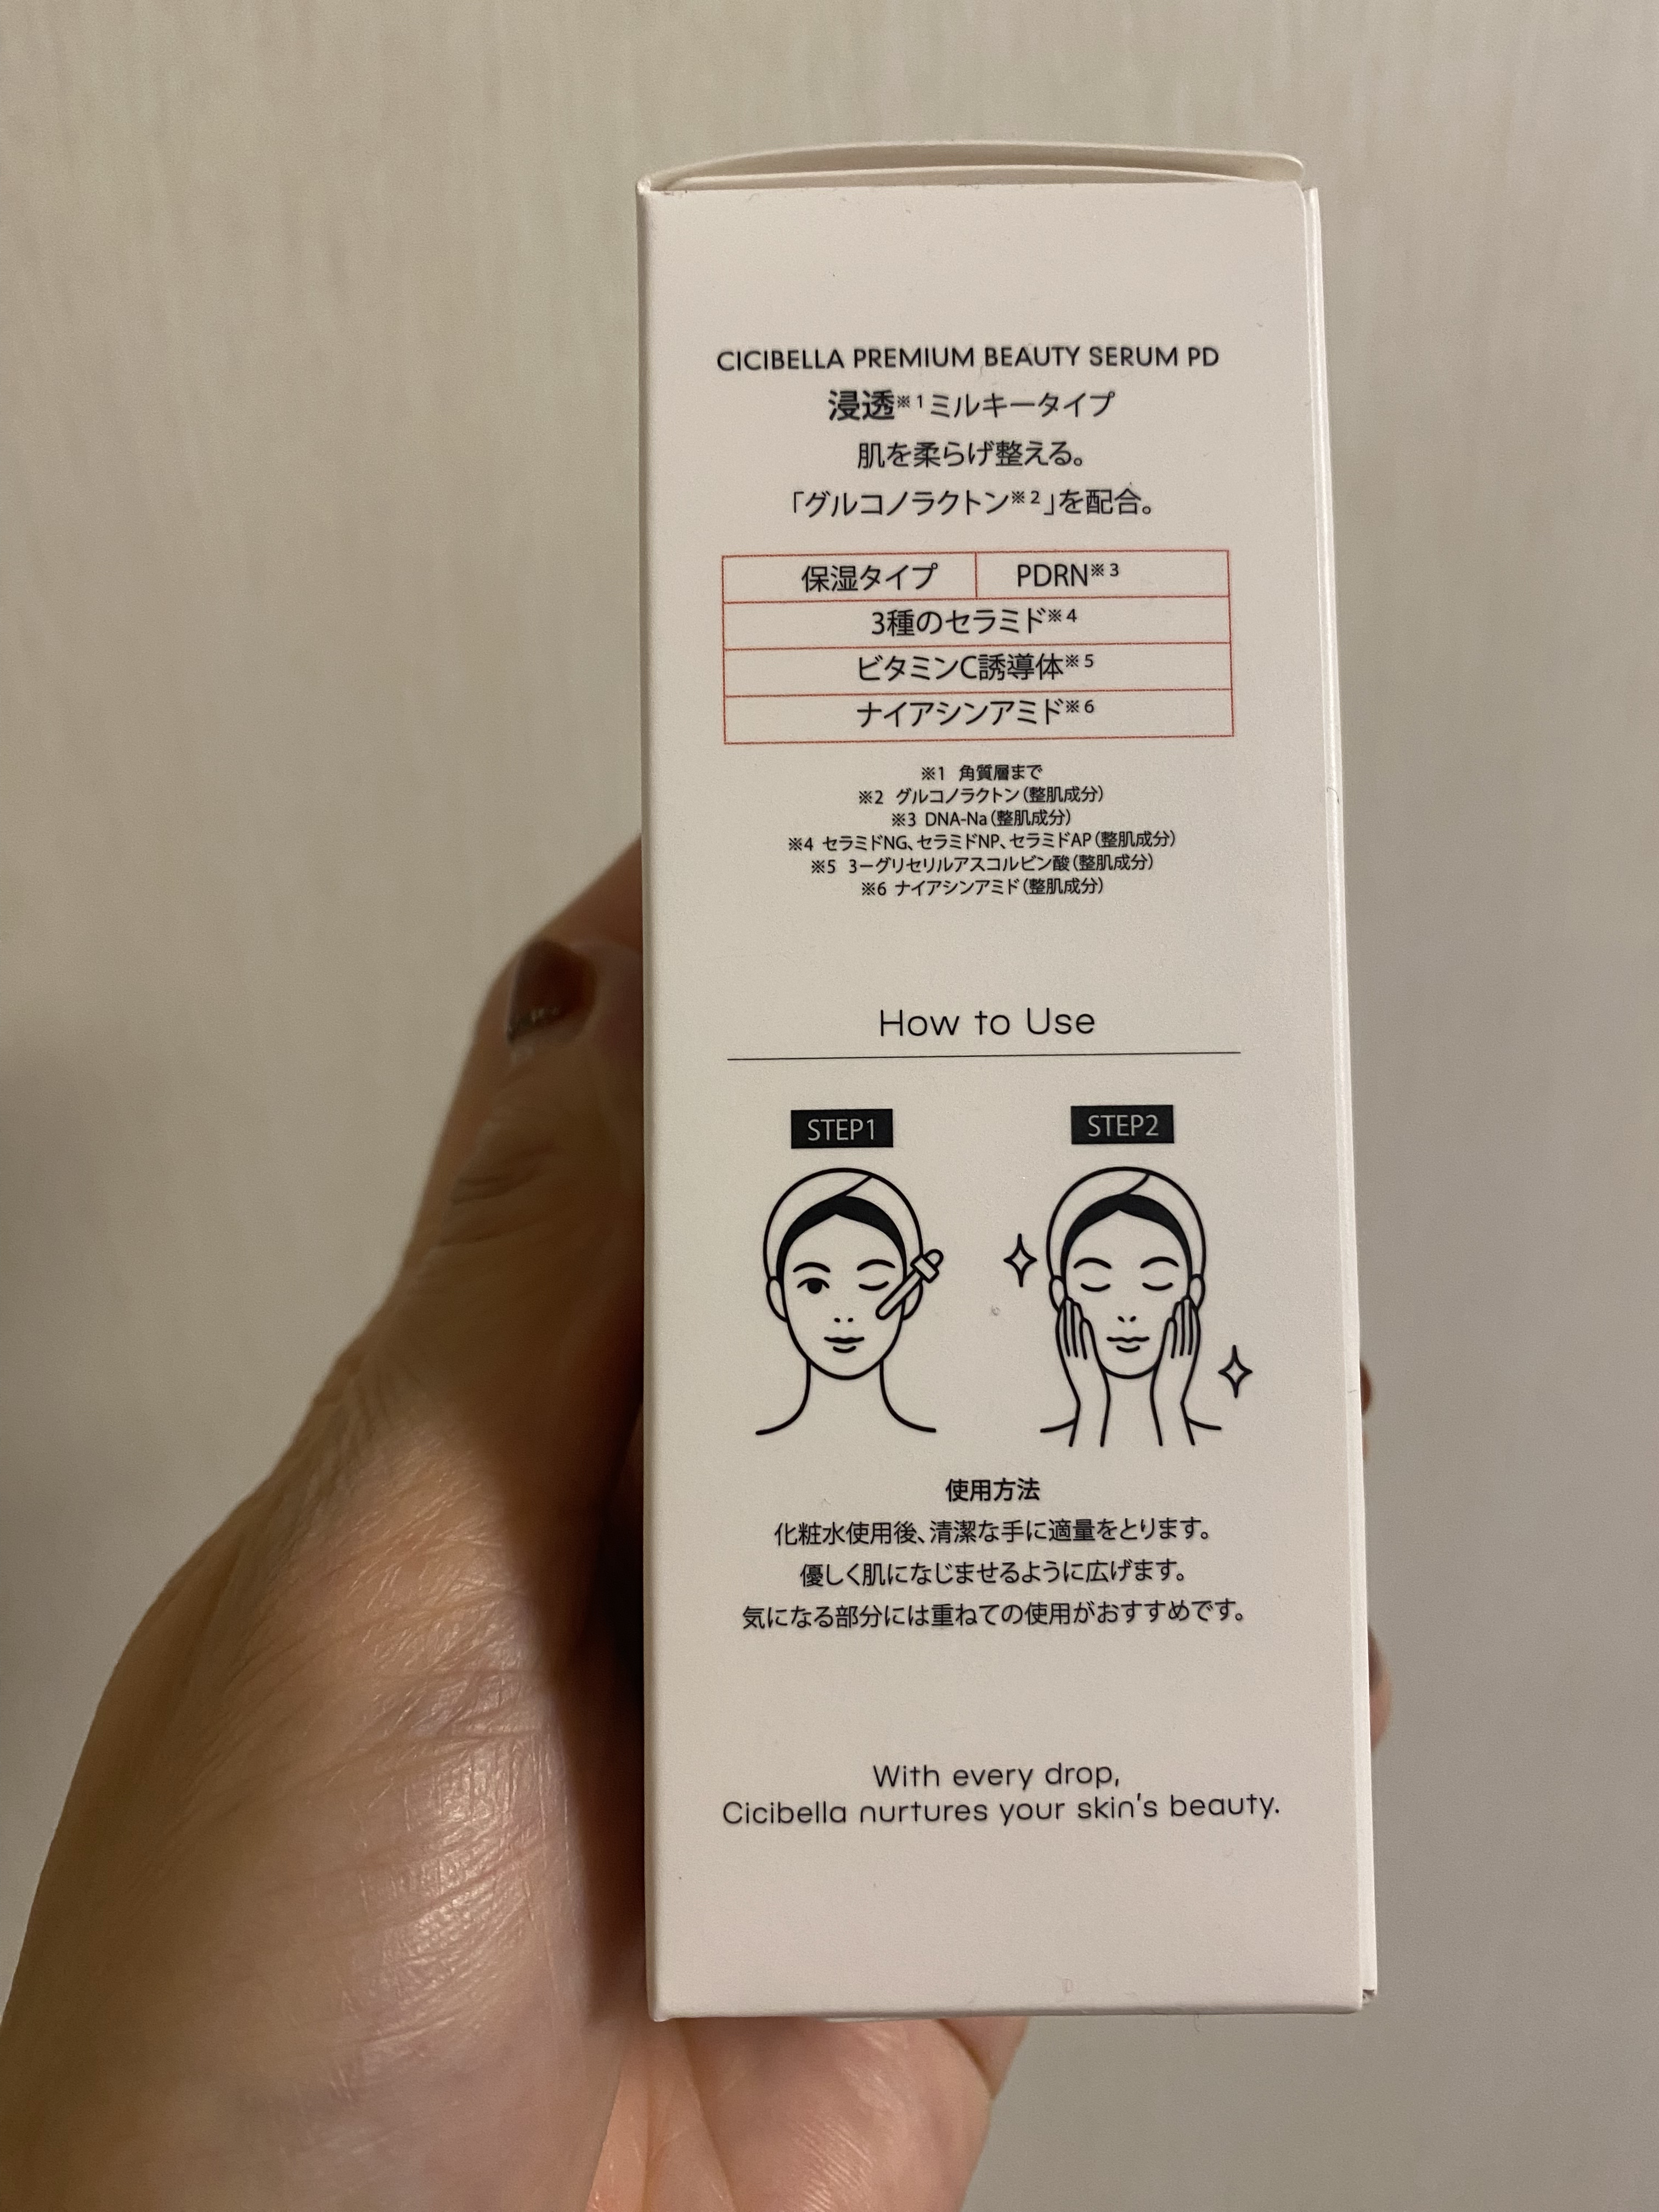 CICIBELLA PREMIUM BEAUTY SERUM PD
浸透※1ミルキータイプ
肌を柔らげ整える。
「グルコノラクトン※2」を配合。
保湿タイプ PDRN※3
3種のセラミド※4
ビタミンC誘導体※5
ナイアシンアミド※6
※1 角質層まで
※2 グルコノラクトン(整肌成分)
※3 DNA-Na(整肌成分)
※4 セラミドNG、セラミドNP、セラミドAP(整肌成分)
※5 3ーグリセリルアスコルビン酸(整肌成分)
※6 ナイアシンアミド(整肌成分)
How to Use
STEP1 STEP2
使用方法
化粧水使用後、清潔な手に適量をとります。
優しく肌になじませるように広げます。
気になる部分には重ねての使用がおすすめです。
With every drop,
Cicibella nurtures your skin's beauty.